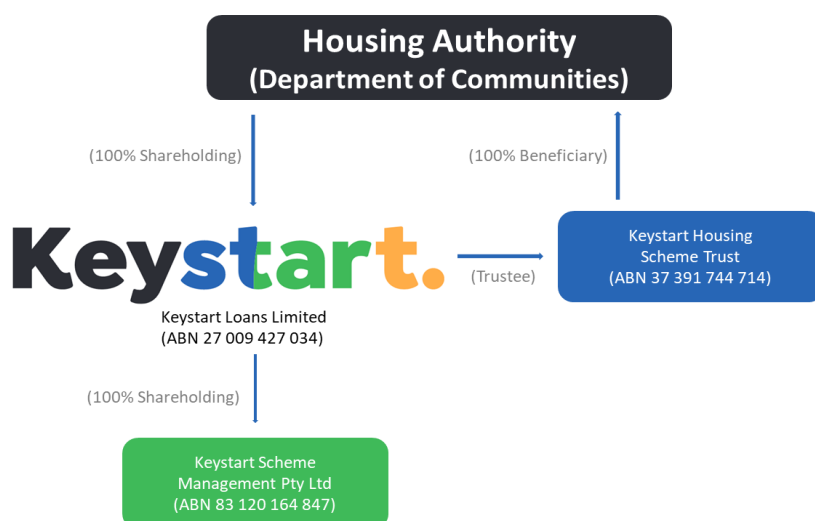 Housing Authority
(Department of Communities)
(100% Shareholding)
(100% Beneficiary)
Keystart.
(Trustee)
Keystart Housing
Scheme Trust
(ABN 37 391 744 714)
Keystart Loans Limited
(ABN 27 009 427 034)
(100% Shareholding)
Keystart Scheme
Management Pty Ltd
(ABN 83 120 164 847)